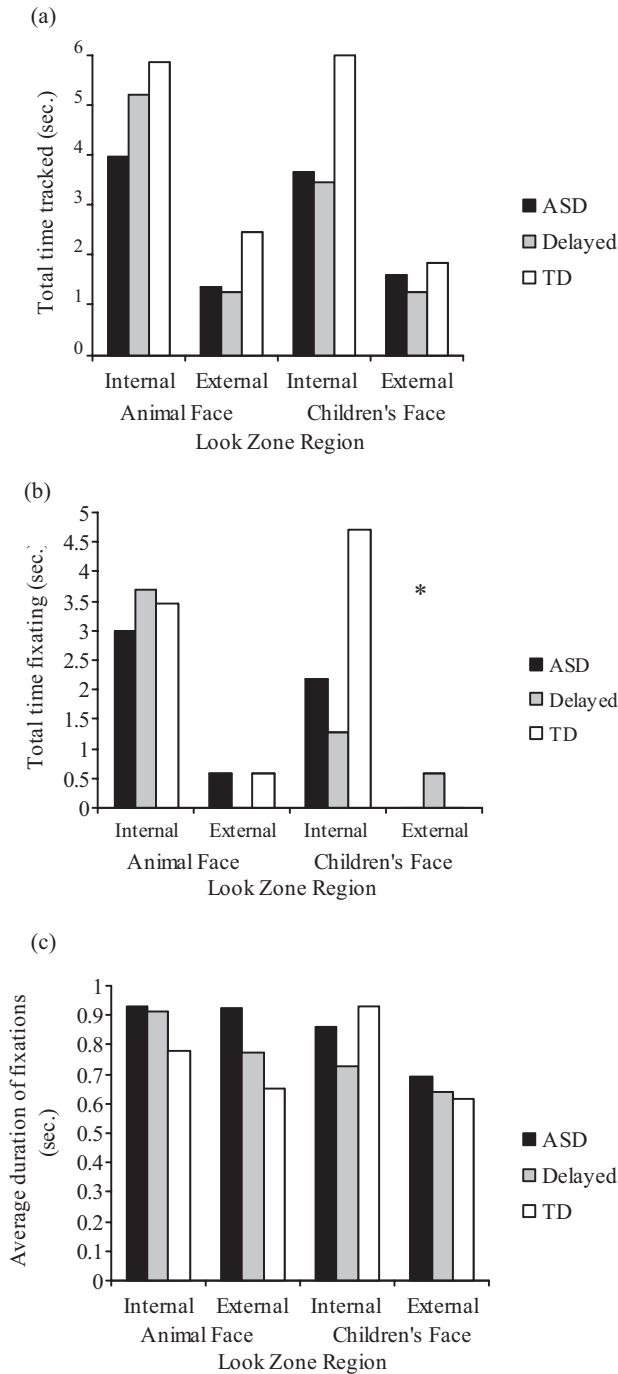 (a)
Total time tracked (sec.)
6
5
4
3
2
1
0
Internal External Internal External
Animal Face Children's Face
Look Zone Region
ASD
Delayed
TD
(b)
Total time fixating (sec.)
5
4.5
4
3.5
3
2.5
2
1.5
1
0.5
0
*
Internal External Internal External
Animal Face Children's Face
Look Zone Region
ASD
Delayed
TD
(c)
Average duration of fixations
(sec.)
1
0.9
0.8
0.7
0.6
0.5
0.4
0.3
0.2
0.1
0
Internal External Internal External
Animal Face Children's Face
Look Zone Region
ASD
Delayed
TD